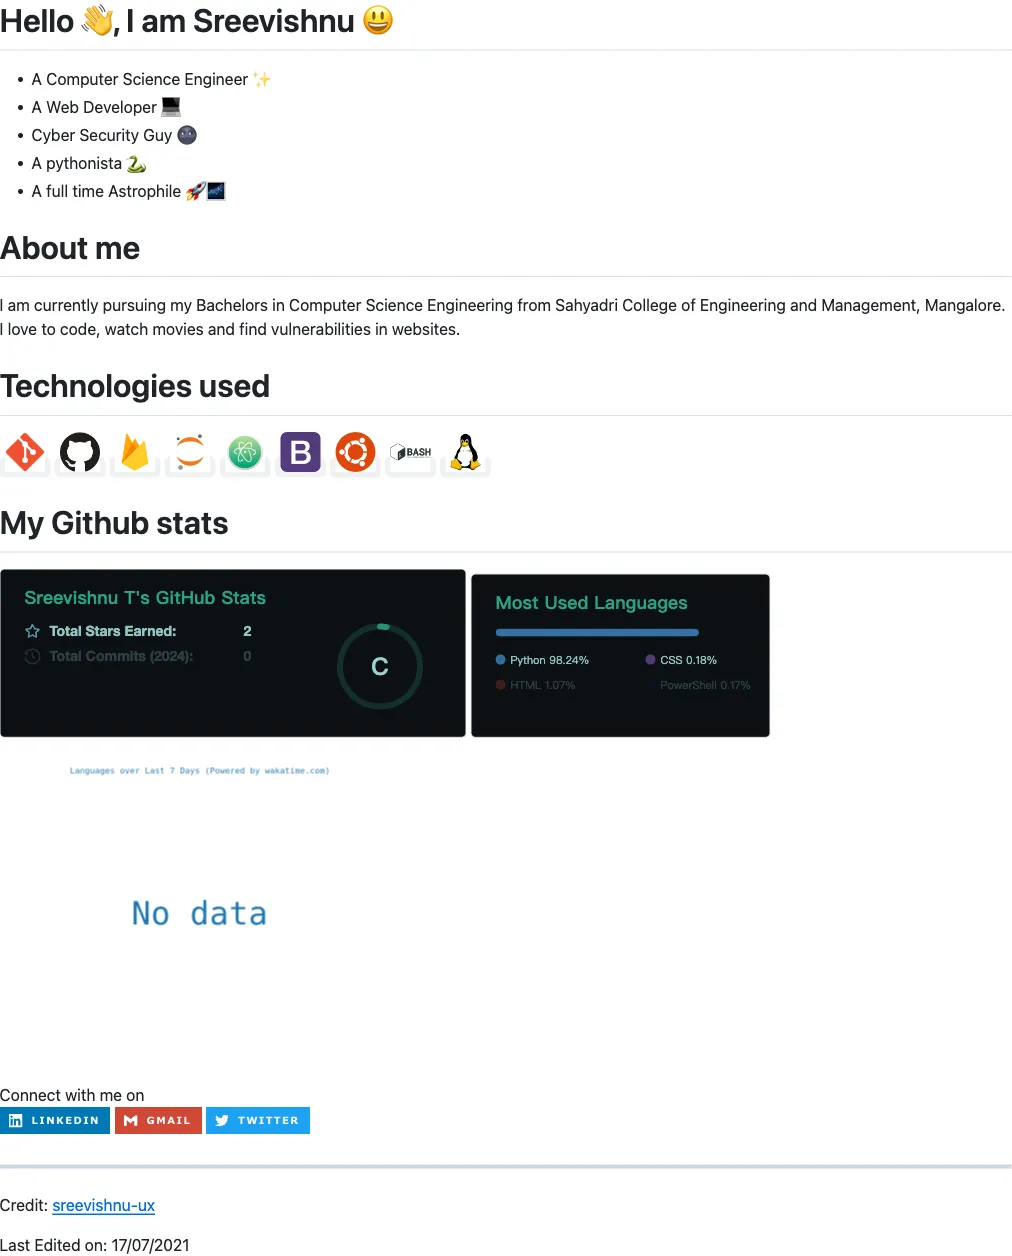 Hello 👋, I am Sreevishnu 😃
A Computer Science Engineer ✨
A Web Developer 💻
Cyber Security Guy 🌚
A pythonista 🐍
A full time Astrophile 🚀🌌
About me
I am currently pursuing my Bachelors in Computer Science Engineering from Sahyadri College of Engineering and Management, Mangalore.
I love to code, watch movies and find vulnerabilities in websites.
Technologies used
B BASH
My Github stats
Sreevishnu T's GitHub Stats
Total Stars Earned: 2
Total Commits (2024): 0
C
Most Used Languages
Python 98.24% CSS 0.18%
HTML 1.07% PowerShell 0.17%
Languages over Last 7 Days (Powered by wakatime.com)
No data
Connect with me on
LINKEDIN GMAIL TWITTER
Credit: sreevishnu-ux
Last Edited on: 17/07/2021